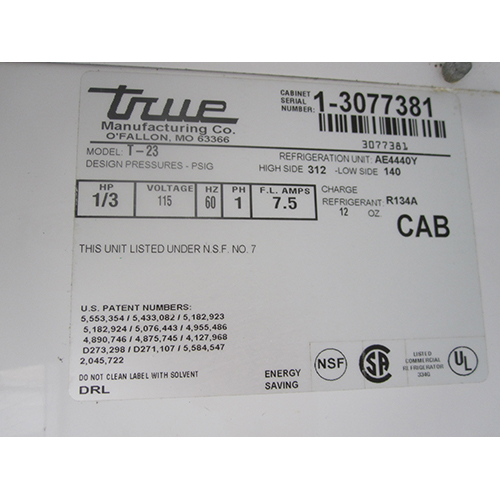 true
Manufacturing Co.
O'FALLON, MO 63366
CABINET
SERIAL
NUMBER:
1-3077381
3077381
MODEL: T-23
REFRIGERATION UNIT: AE4440Y
DESIGN PRESSURES - PSIG
HIGH SIDE 312 -LOW SIDE 140
HP VOLTAGE HZ PH F.L. AMPS
1/3 115 60 1 7.5
CHARGE
REFRIGERANT: R134A
12 OZ.
CAB
THIS UNIT LISTED UNDER N.S.F. NO. 7
U.S. PATENT NUMBERS:
5,553,354 / 5,433,082 / 5,182,923
5,182,924 / 5,076,443 / 4,955,486
4,890,746 / 4,875,745 / 4,127,968
D273,298 / D271,107 / 5,584,547
2,045,722
DO NOT CLEAN LABEL WITH SOLVENT
DRL
ENERGY
SAVING
NSF
SA
LISTED
COMMERCIAL
REFRIGERATOR
334G
UL